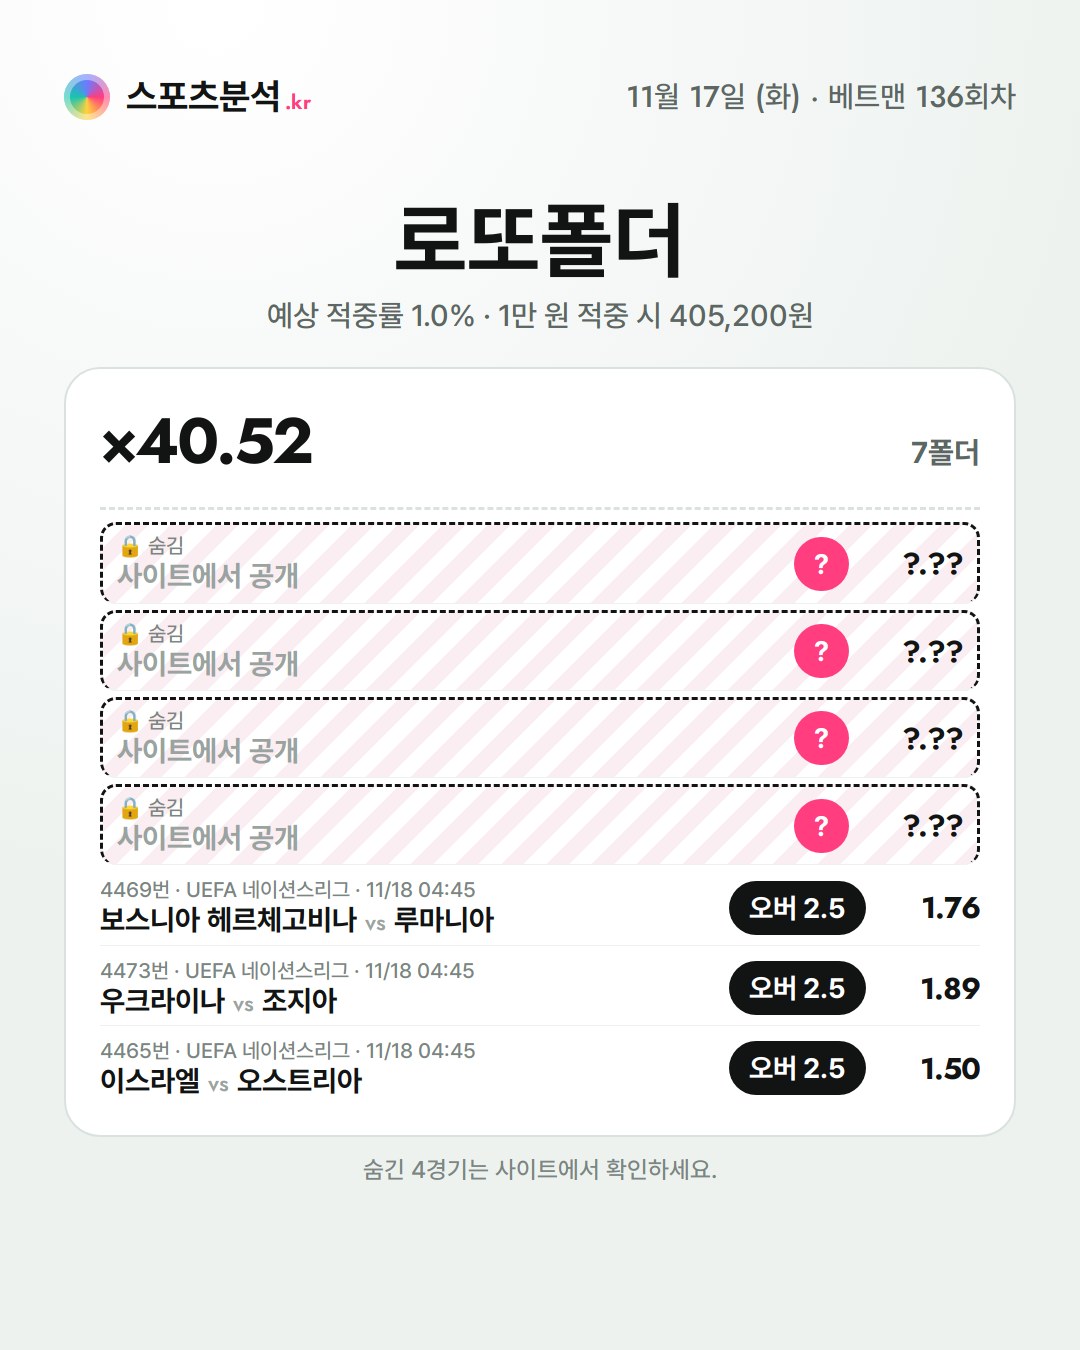 스포츠분석.kr
11월 17일 (화) · 베트맨 136회차
로또폴더
예상 적중률 1.0% · 1만 원 적중 시 405,200원
×40.52
7폴더
🔒 숨김
사이트에서 공개
?
?.??
🔒 숨김
사이트에서 공개
?
?.??
🔒 숨김
사이트에서 공개
?
?.??
🔒 숨김
사이트에서 공개
?
?.??
4469번 · UEFA 네이션스리그 · 11/18 04:45
보스니아 헤르체고비나 vs 루마니아
오버 2.5
1.76
4473번 · UEFA 네이션스리그 · 11/18 04:45
우크라이나 vs 조지아
오버 2.5
1.89
4465번 · UEFA 네이션스리그 · 11/18 04:45
이스라엘 vs 오스트리아
오버 2.5
1.50
숨긴 4경기는 사이트에서 확인하세요.